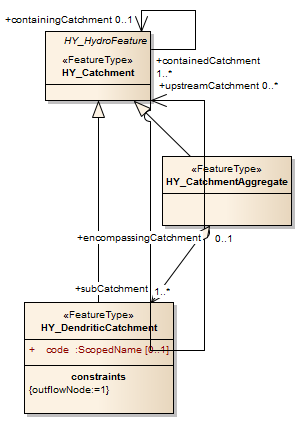 +containingCatchment 0..1
HY_HydroFeature
«FeatureType»
HY_Catchment
+containedCatchment
1..*
+upstreamCatchment 0..*
«FeatureType»
HY_CatchmentAggregate
+encompassingCatchment 0..1
+subCatchment 1..*
«FeatureType»
HY_DendriticCatchment
+ code :ScopedName [0..1]
constraints
{outflowNode:=1}